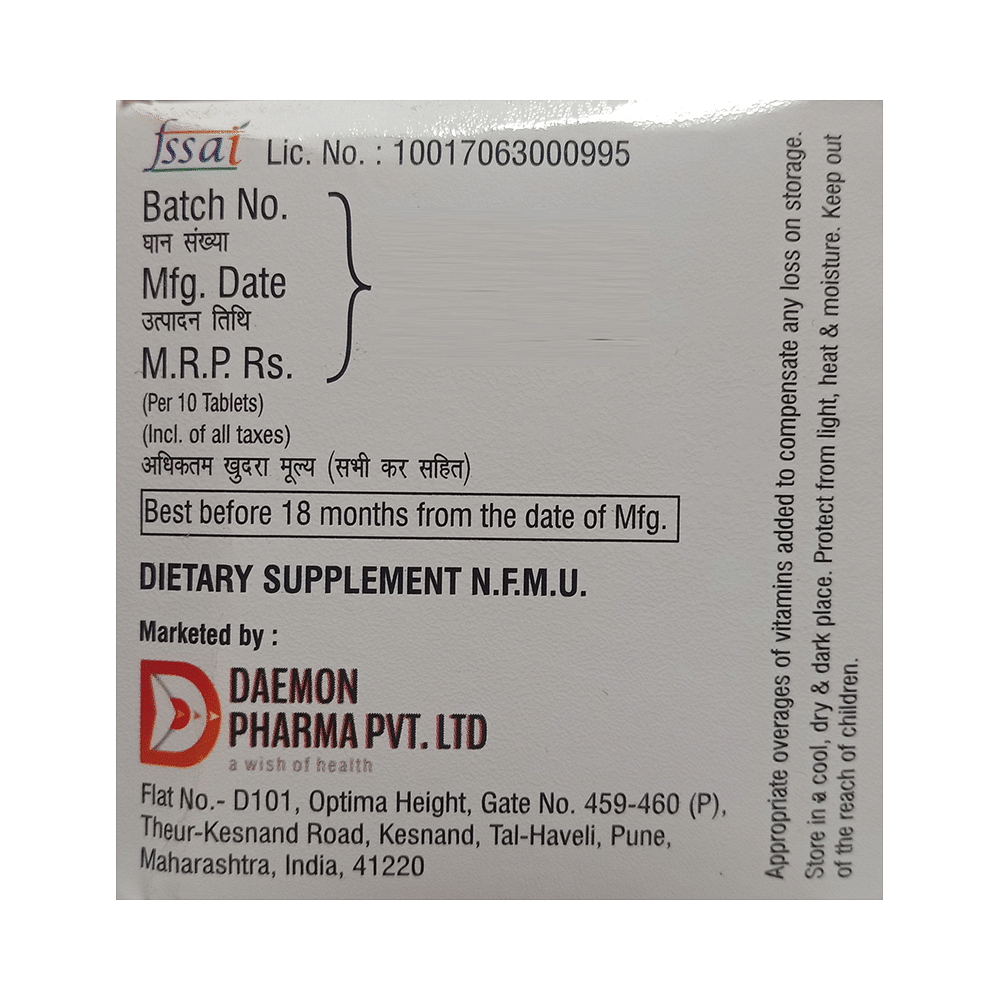 fssai Lic. No. : 10017063000995
Batch No.
घान संख्या
Mfg. Date
उत्पादन तिथि
M.R.P. Rs.
(Per 10 Tablets)
(Incl. of all taxes)
अधिकतम खुदरा मूल्य (सभी कर सहित)
Best before 18 months from the date of Mfg.
DIETARY SUPPLEMENT N.F.M.U.
Marketed by :
DAEMON
PHARMA PVT. LTD
a wish of health
Flat No.- D101, Optima Height, Gate No. 459-460 (P),
Theur-Kesnand Road, Kesnand, Tal-Haveli, Pune,
Maharashtra, India, 41220
Appropriate overages of vitamins added to compensate any loss on storage.
Store in a cool, dry & dark place. Protect from light, heat & moisture. Keep out
of the reach of children.